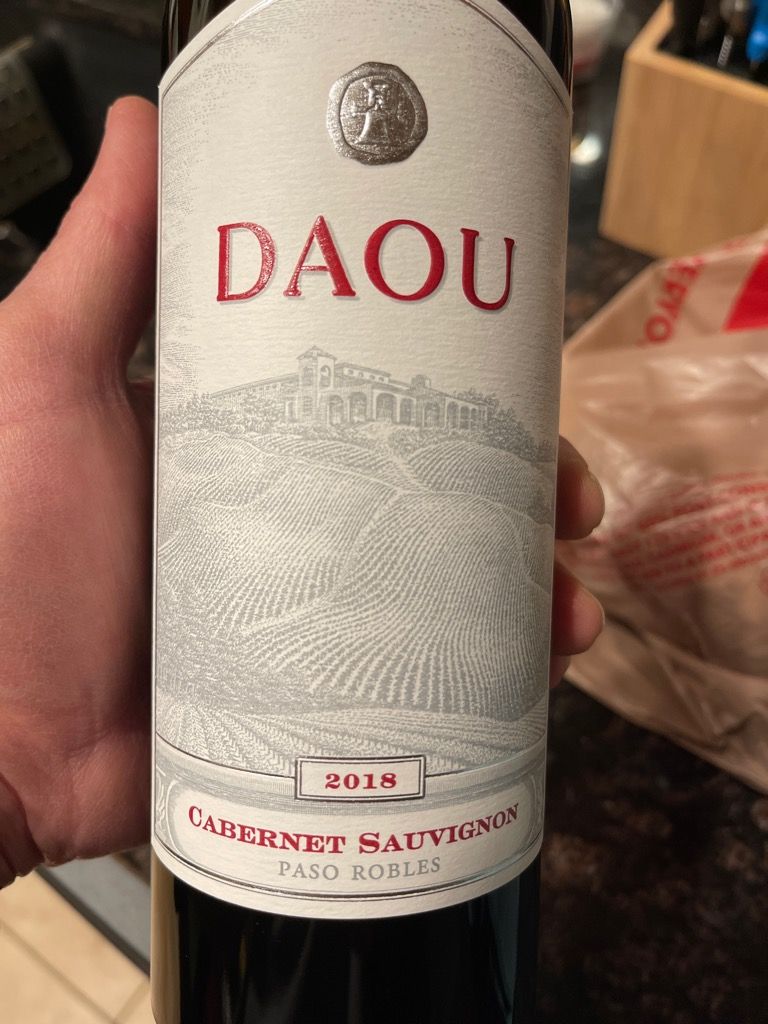 DAOU
2018
CABERNET SAUVIGNON
PASO ROBLES